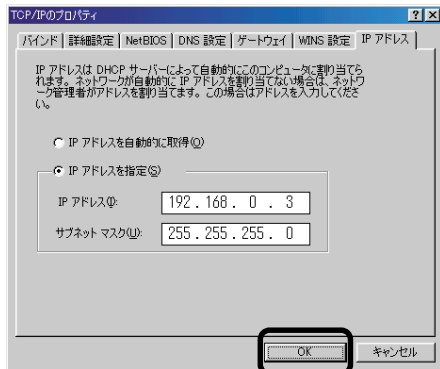 TCP/IPのプロパティ
バインド 詳細設定 NetBIOS DNS 設定 ゲートウェイ WINS 設定 IP アドレス
IP アドレスは DHCP サーバーによって自動的にこのコンピュータに割り当てら
れます。ネットワークが自動的に IP アドレスを割り当てない場合は、ネットワ
ーク管理者がアドレスを割り当てます。この場合はアドレスを入力してくださ
い。
IP アドレスを自動的に取得(O)
IP アドレスを指定(S)
IP アドレス(I): 192 . 168 . 0 . 3
サブネット マスク(U): 255 . 255 . 255 . 0
OK キャンセル